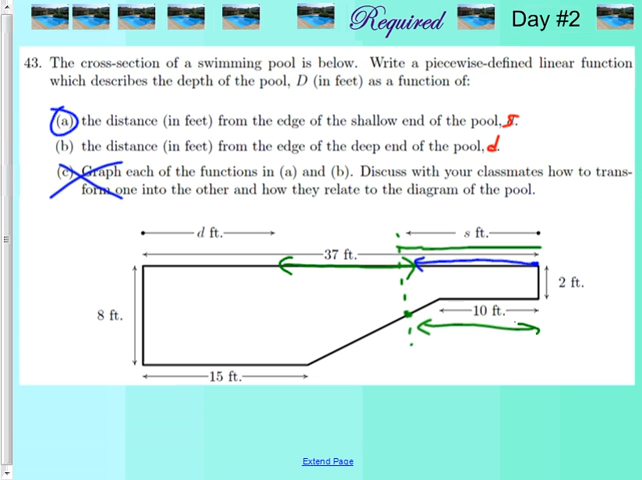 Required
Day #2
43. The cross-section of a swimming pool is below. Write a piecewise-defined linear function
which describes the depth of the pool, D (in feet) as a function of:
(a) the distance (in feet) from the edge of the shallow end of the pool, s.
(b) the distance (in feet) from the edge of the deep end of the pool, d.
(c) Graph each of the functions in (a) and (b). Discuss with your classmates how to trans-
form one into the other and how they relate to the diagram of the pool.
d ft.
s ft.
37 ft.
2 ft.
8 ft.
10 ft.
15 ft.
Extend Page